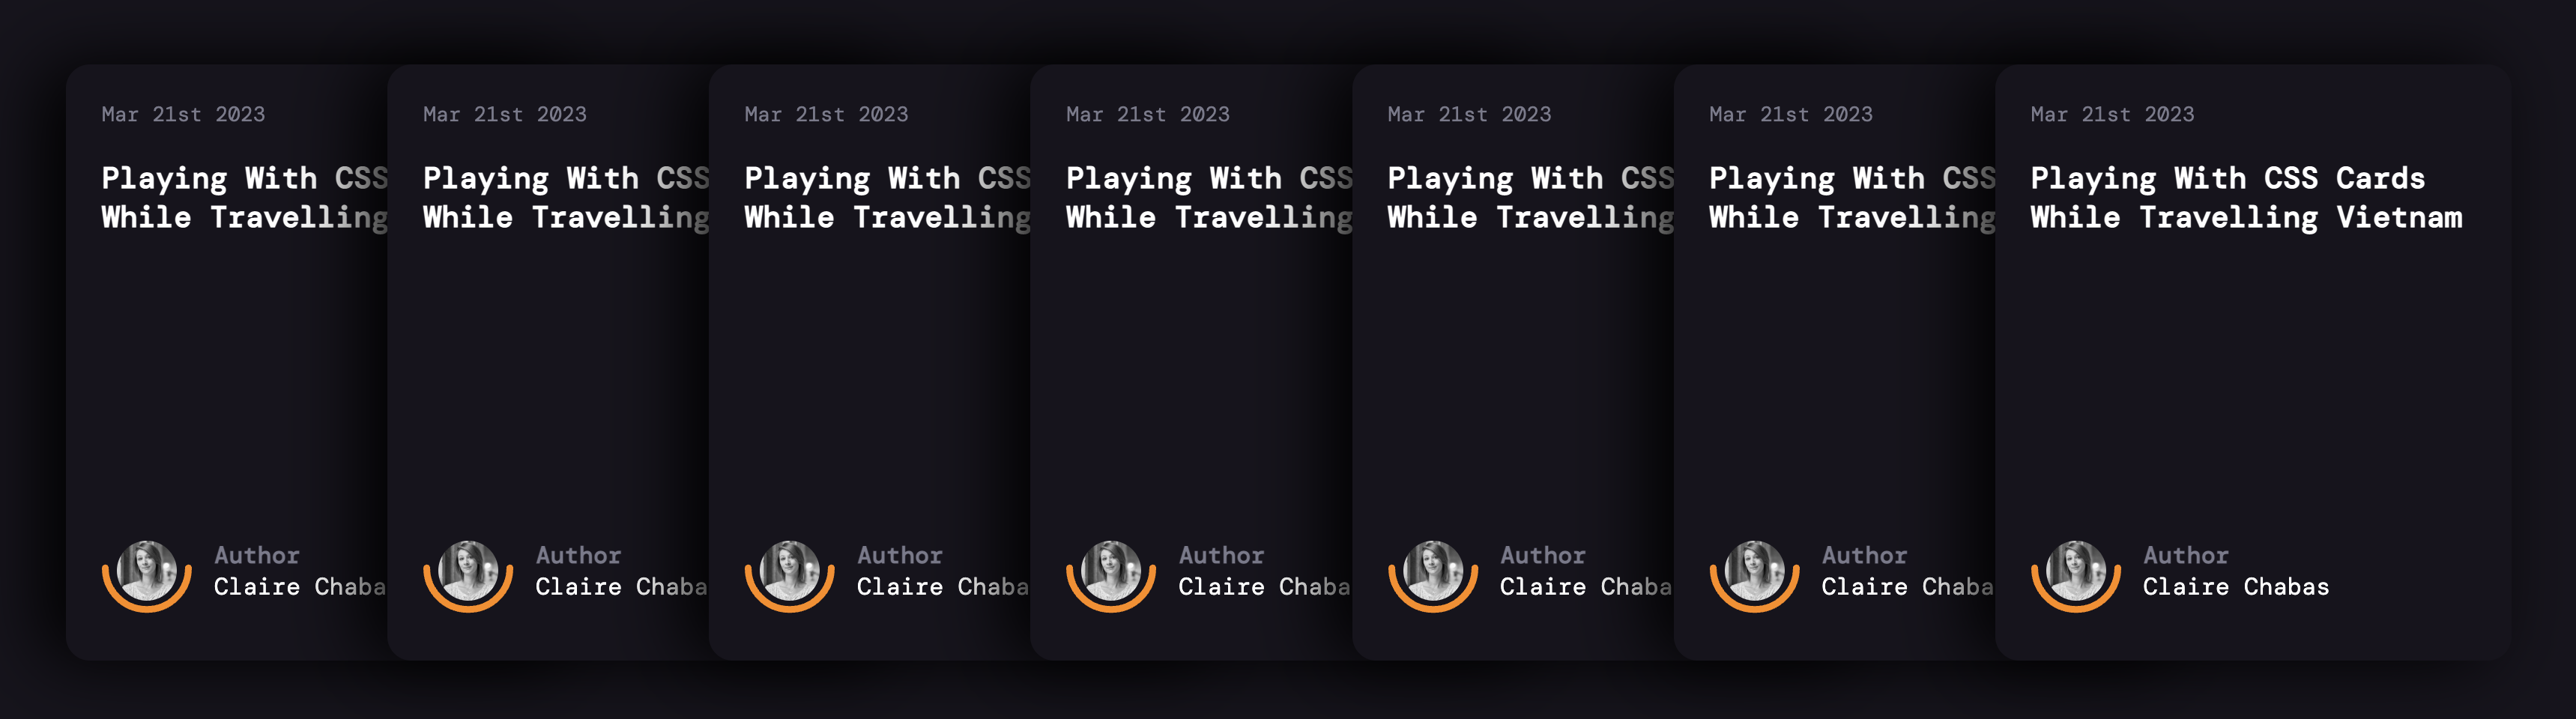 Mar 21st 2023
Playing With CSS
While Travelling
Author
Claire Chaba
Mar 21st 2023
Playing With CSS
While Travelling
Author
Claire Chaba
Mar 21st 2023
Playing With CSS
While Travelling
Author
Claire Chaba
Mar 21st 2023
Playing With CSS
While Travelling
Author
Claire Chaba
Mar 21st 2023
Playing With CSS
While Travelling
Author
Claire Chaba
Mar 21st 2023
Playing With CSS
While Travelling
Author
Claire Chaba
Mar 21st 2023
Playing With CSS Cards
While Travelling Vietnam
Author
Claire Chabas